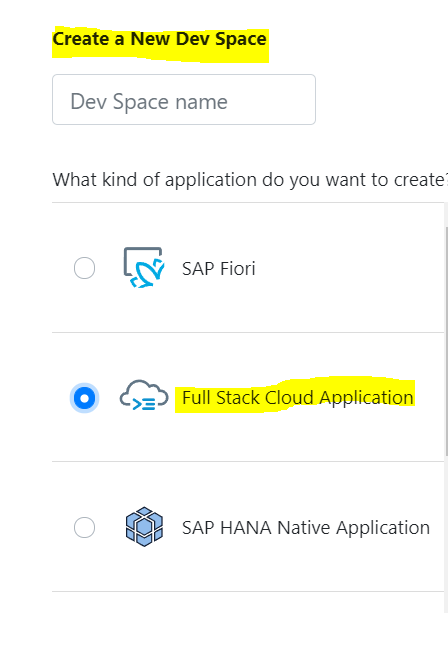 Create a New Dev Space
Dev Space name
What kind of application do you want to create?
SAP Fiori
Full Stack Cloud Application
SAP HANA Native Application